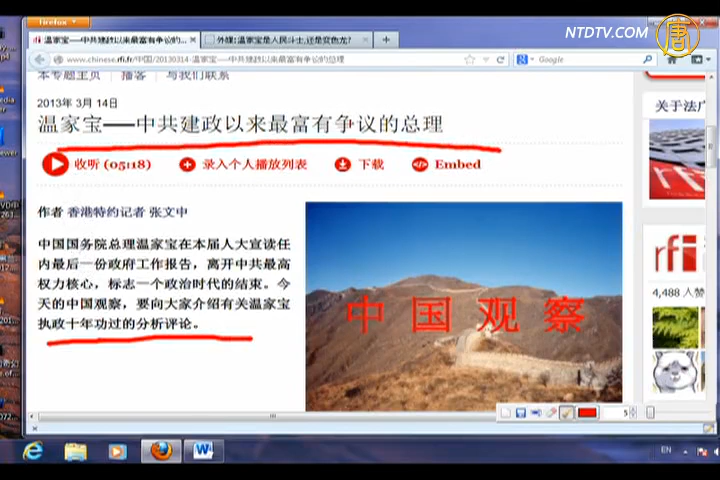 firefox
NTDTV.COM
唐
温家宝——中共建政以来最富有争议的...
外媒：温家宝是人民斗士,还是变色龙?
www.chinese.rfi.fr/中国/20130314-温家宝——中共建政以来最富有争议的总理
Google
本专题主页 | 播客 | 与我们联系
2013年 3月 14日
温家宝——中共建政以来最富有争议的总理
关于法广
收听 (05:18)
录入个人播放列表
下载
Embed
rfi
作者 香港特约记者 张文中
中国国务院总理温家宝在本届人大宣读任
内最后一份政府工作报告，离开中共最高
权力核心，标志一个政治时代的结束。今
天的中国观察，要向大家介绍有关温家宝
执政十年功过的分析评论。
中国观察
rfi
4,488 人赞
5
EN